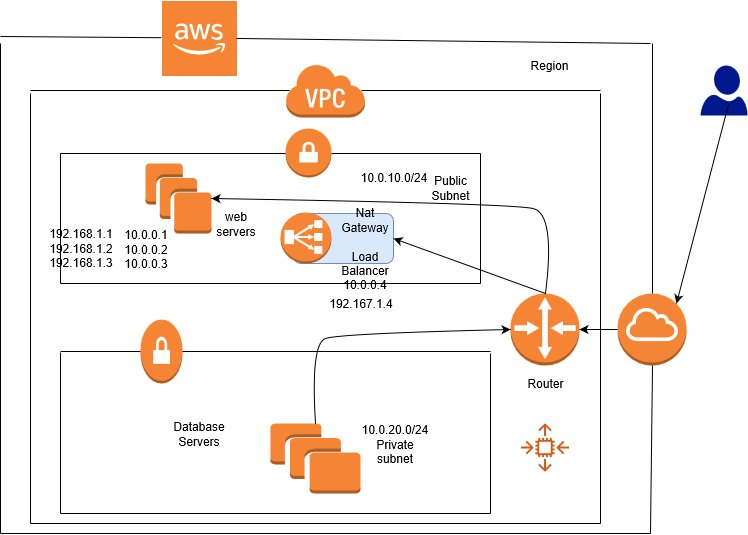 aws
Region
VPC
10.0.10.0/24
Public
Subnet
web
servers
192.168.1.1 10.0.0.1
192.168.1.2 10.0.0.2
192.168.1.3 10.0.0.3
Nat
Gateway
Load
Balancer
10.0.0.4
192.167.1.4
Router
Database
Servers
10.0.20.0/24
Private
subnet